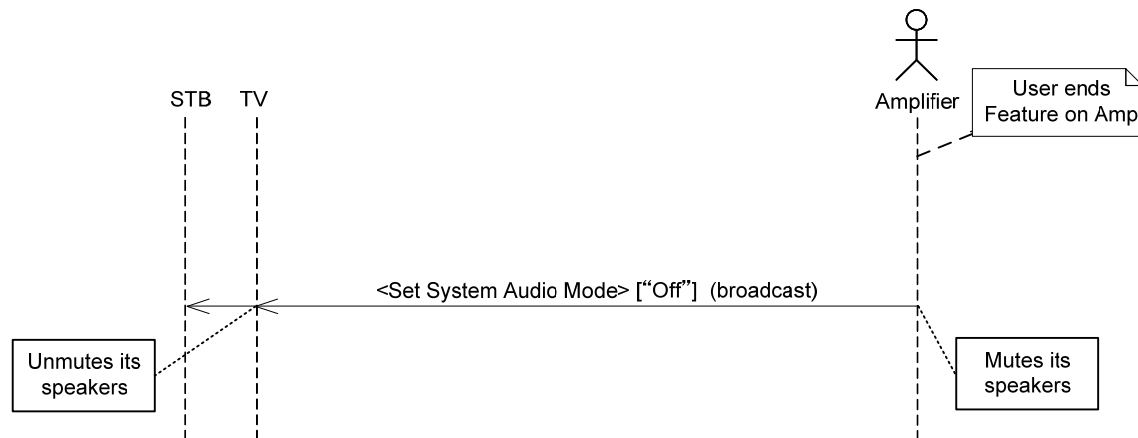 User ends
Feature on Amp
STB
TV
Amplifier
<Set System Audio Mode> [“Off”] (broadcast)
Unmutes its
speakers
Mutes its
speakers